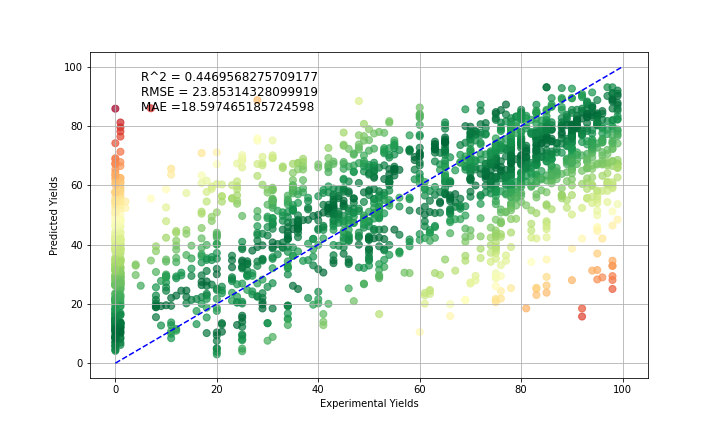 R^2 = 0.4469568275709177
RMSE = 23.85314328099919
MAE =18.597465185724598
100
80
60
40
20
0
Predicted Yields
0 20 40 60 80 100
Experimental Yields